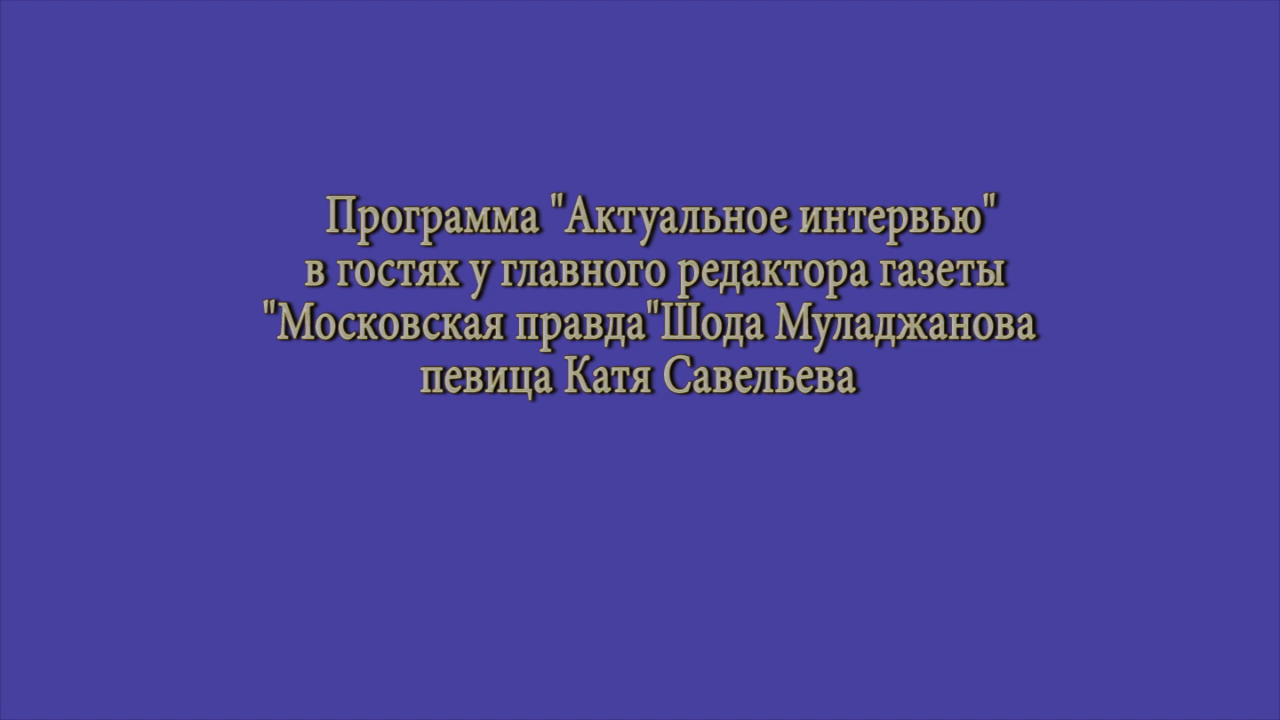 Программа "Актуальное интервью"
в гостях у главного редактора газеты
"Московская правда"Шода Муладжанова
певица Катя Савельева